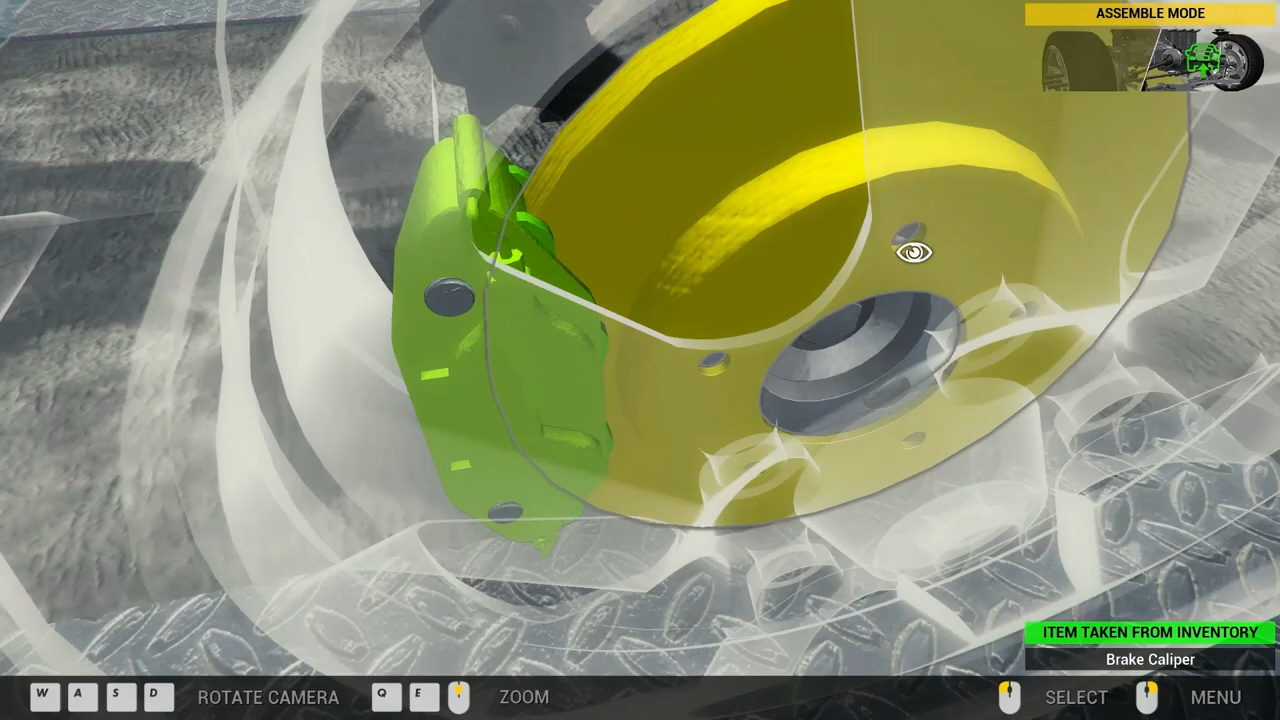 ASSEMBLE MODE
ITEM TAKEN FROM INVENTORY
Brake Caliper
W A S D ROTATE CAMERA Q E ZOOM SELECT MENU